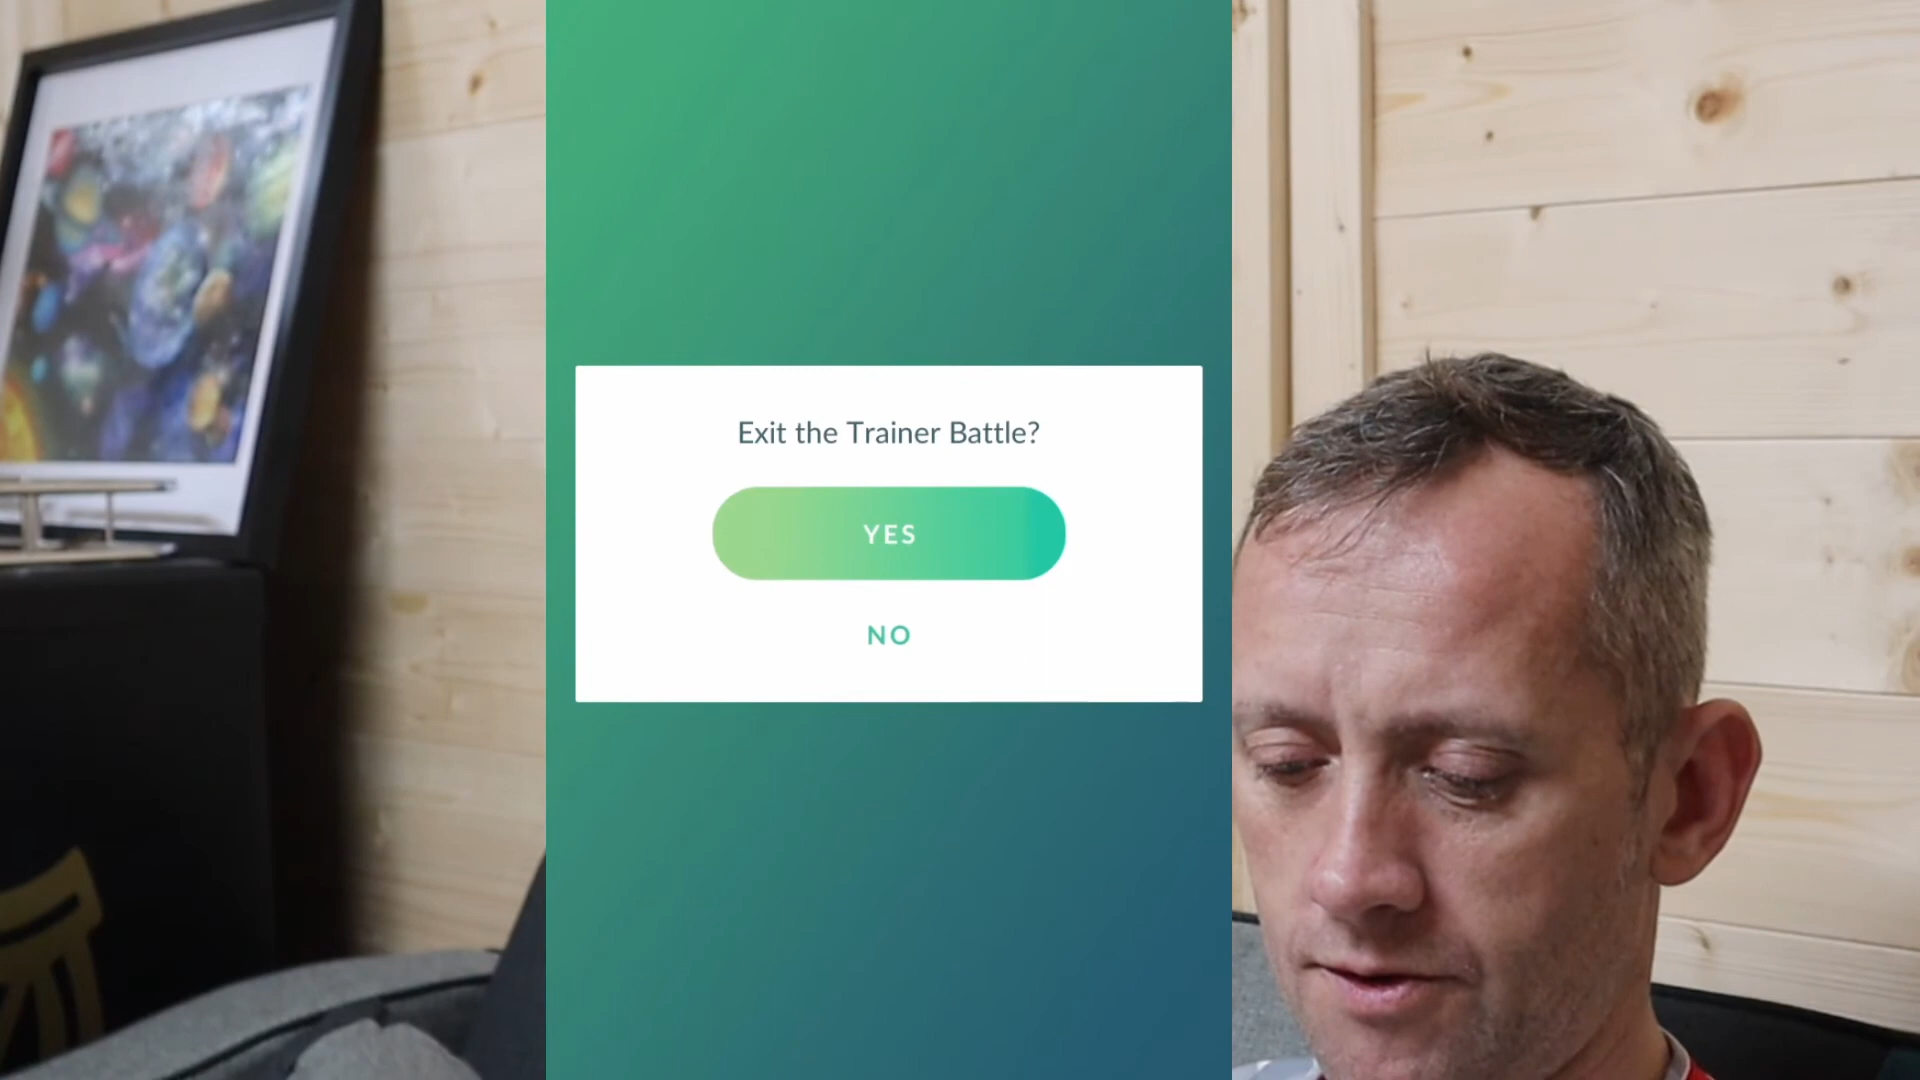 Exit the Trainer Battle?
YES
NO